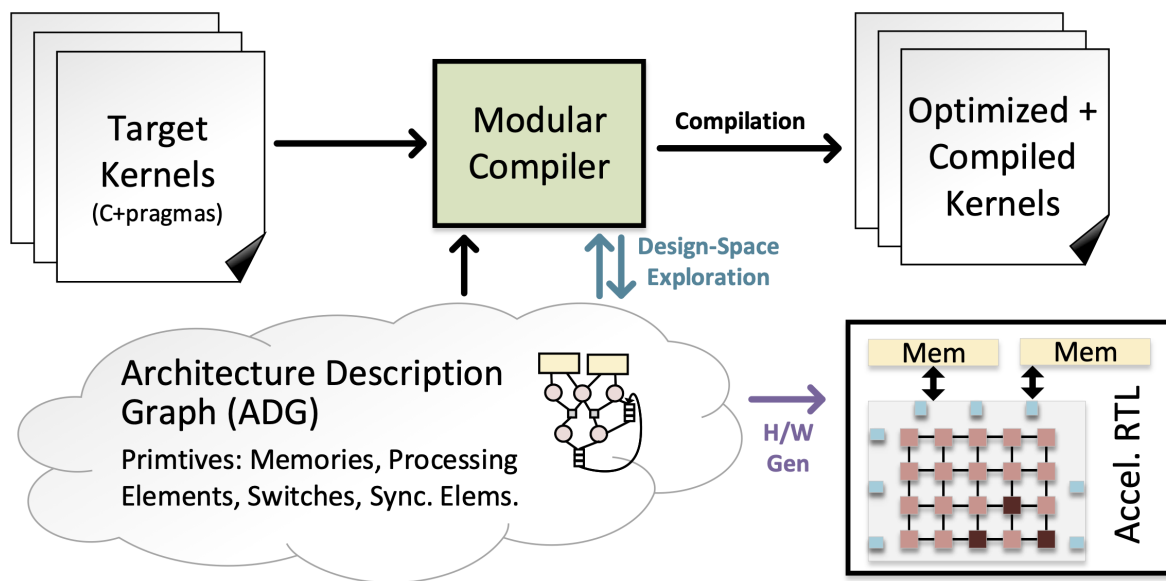 Target
Kernels
(C+pragmas)
Modular
Compiler
Compilation
Optimized +
Compiled
Kernels
Design-Space
Exploration
Architecture Description
Graph (ADG)
Primtives: Memories, Processing
Elements, Switches, Sync. Elems.
H/W
Gen
Mem
Mem
Accel. RTL